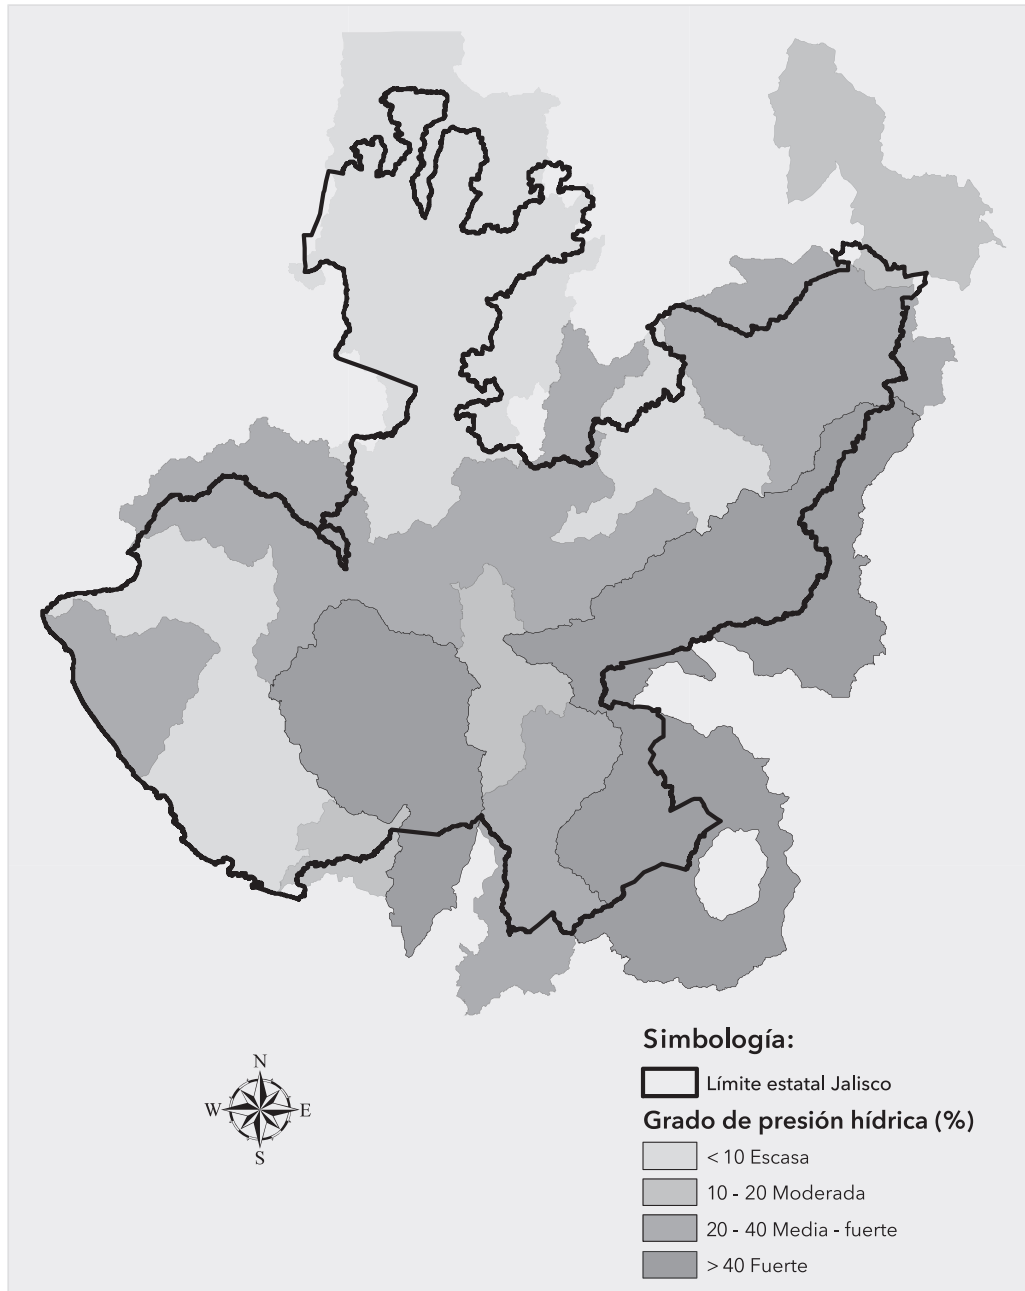 N
W E
S
Simbología:
Límite estatal Jalisco
Grado de presión hídrica (%)
< 10 Escasa
10 - 20 Moderada
20 - 40 Media - fuerte
> 40 Fuerte